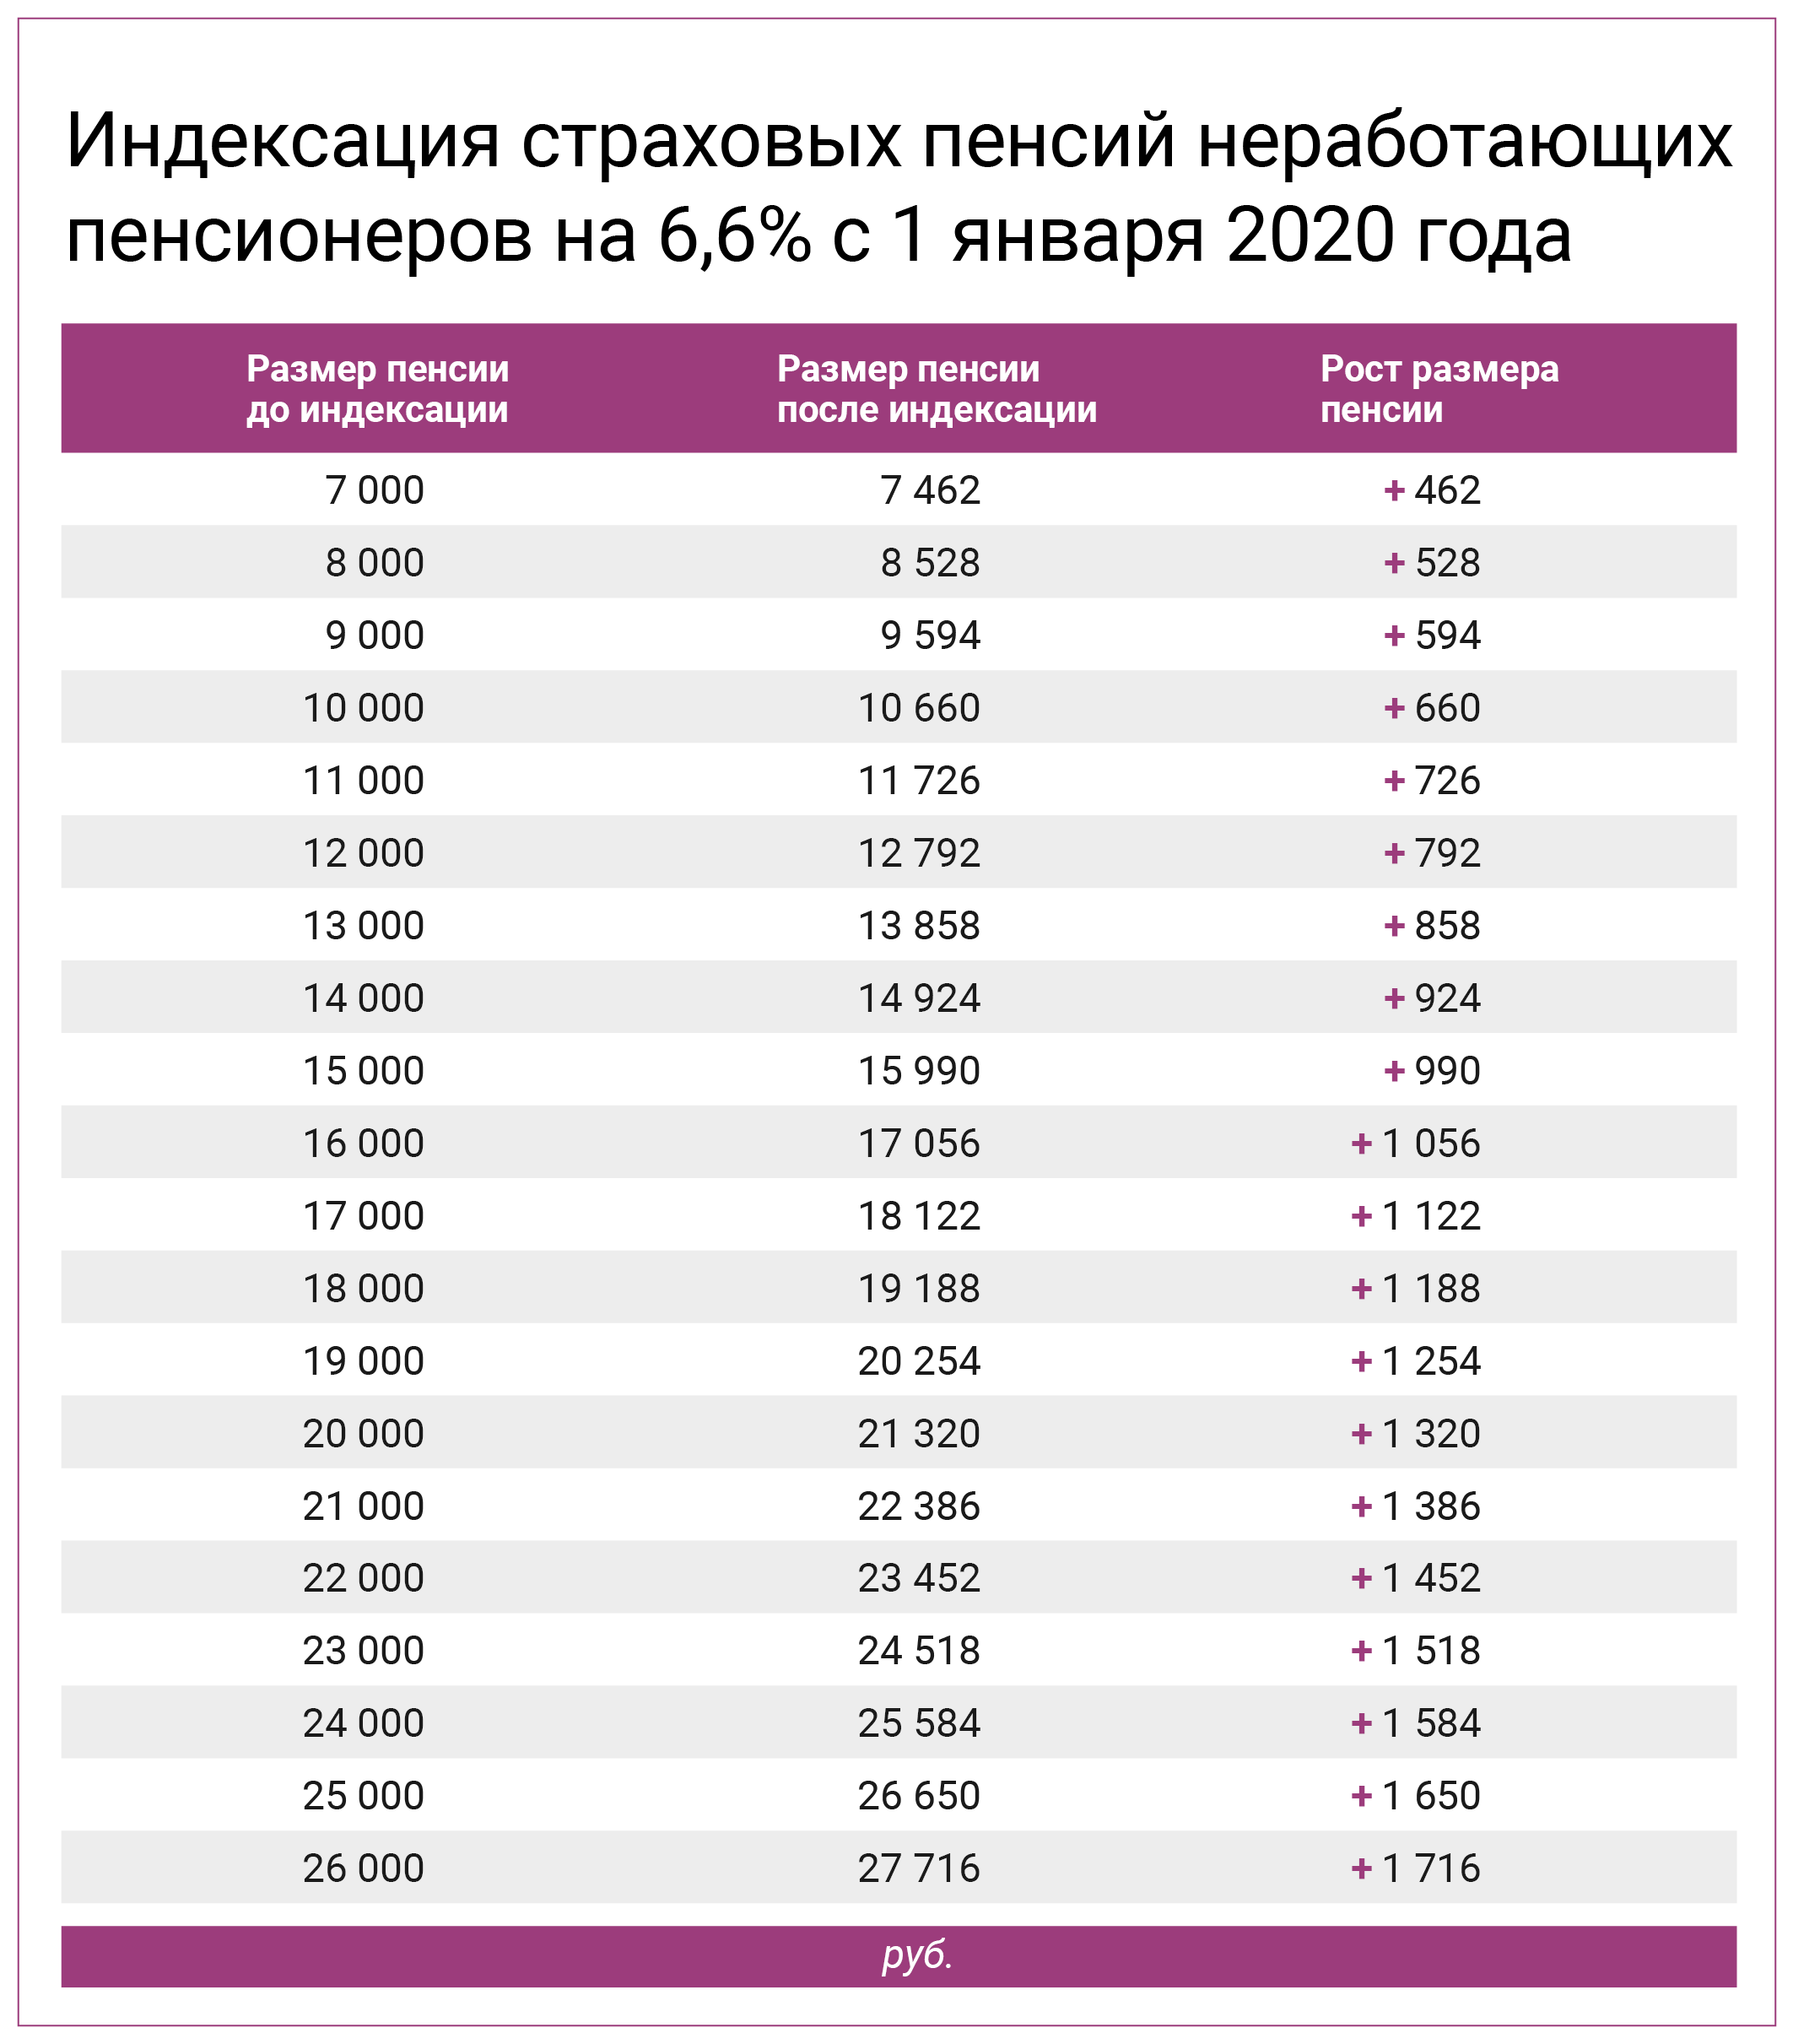 Индексация страховых пенсий неработающих
пенсионеров на 6,6% с 1 января 2020 года
Размер пенсии до индексации Размер пенсии после индексации Рост размера пенсии
7 000 7 462 + 462
8 000 8 528 + 528
9 000 9 594 + 594
10 000 10 660 + 660
11 000 11 726 + 726
12 000 12 792 + 792
13 000 13 858 + 858
14 000 14 924 + 924
15 000 15 990 + 990
16 000 17 056 + 1 056
17 000 18 122 + 1 122
18 000 19 188 + 1 188
19 000 20 254 + 1 254
20 000 21 320 + 1 320
21 000 22 386 + 1 386
22 000 23 452 + 1 452
23 000 24 518 + 1 518
24 000 25 584 + 1 584
25 000 26 650 + 1 650
26 000 27 716 + 1 716
руб.